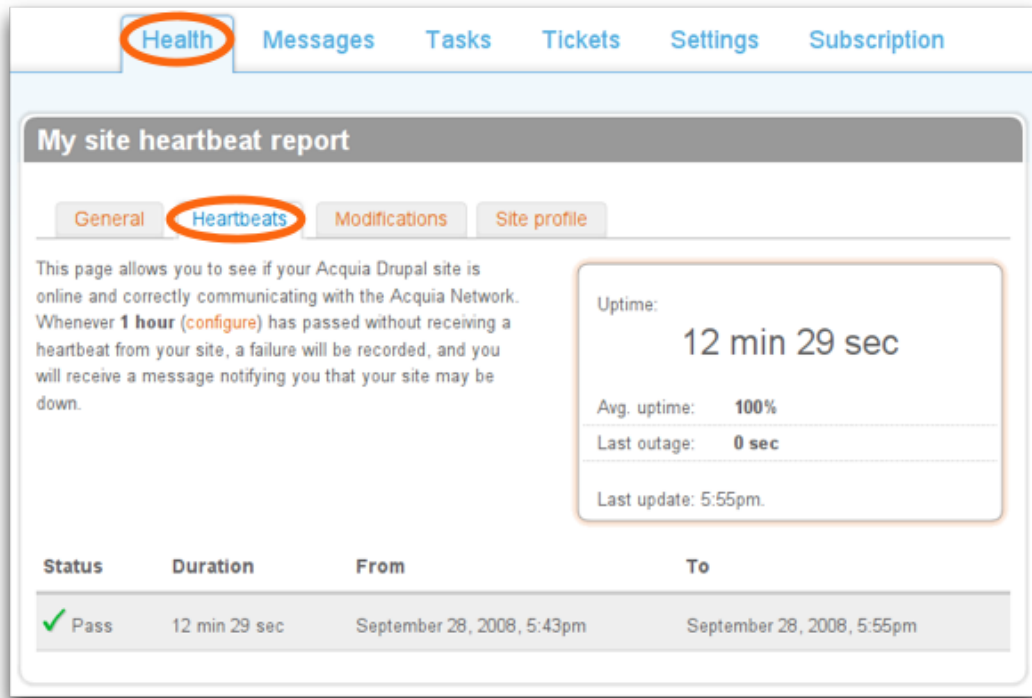 Health Messages Tasks Tickets Settings Subscription
My site heartbeat report
General Heartbeats Modifications Site profile
This page allows you to see if your Acquia Drupal site is
online and correctly communicating with the Acquia Network.
Whenever 1 hour (configure) has passed without receiving a
heartbeat from your site, a failure will be recorded, and you
will receive a message notifying you that your site may be
down.
Uptime:
12 min 29 sec
Avg. uptime: 100%
Last outage: 0 sec
Last update: 5:55pm.
Status Duration From To
Pass 12 min 29 sec September 28, 2008, 5:43pm September 28, 2008, 5:55pm